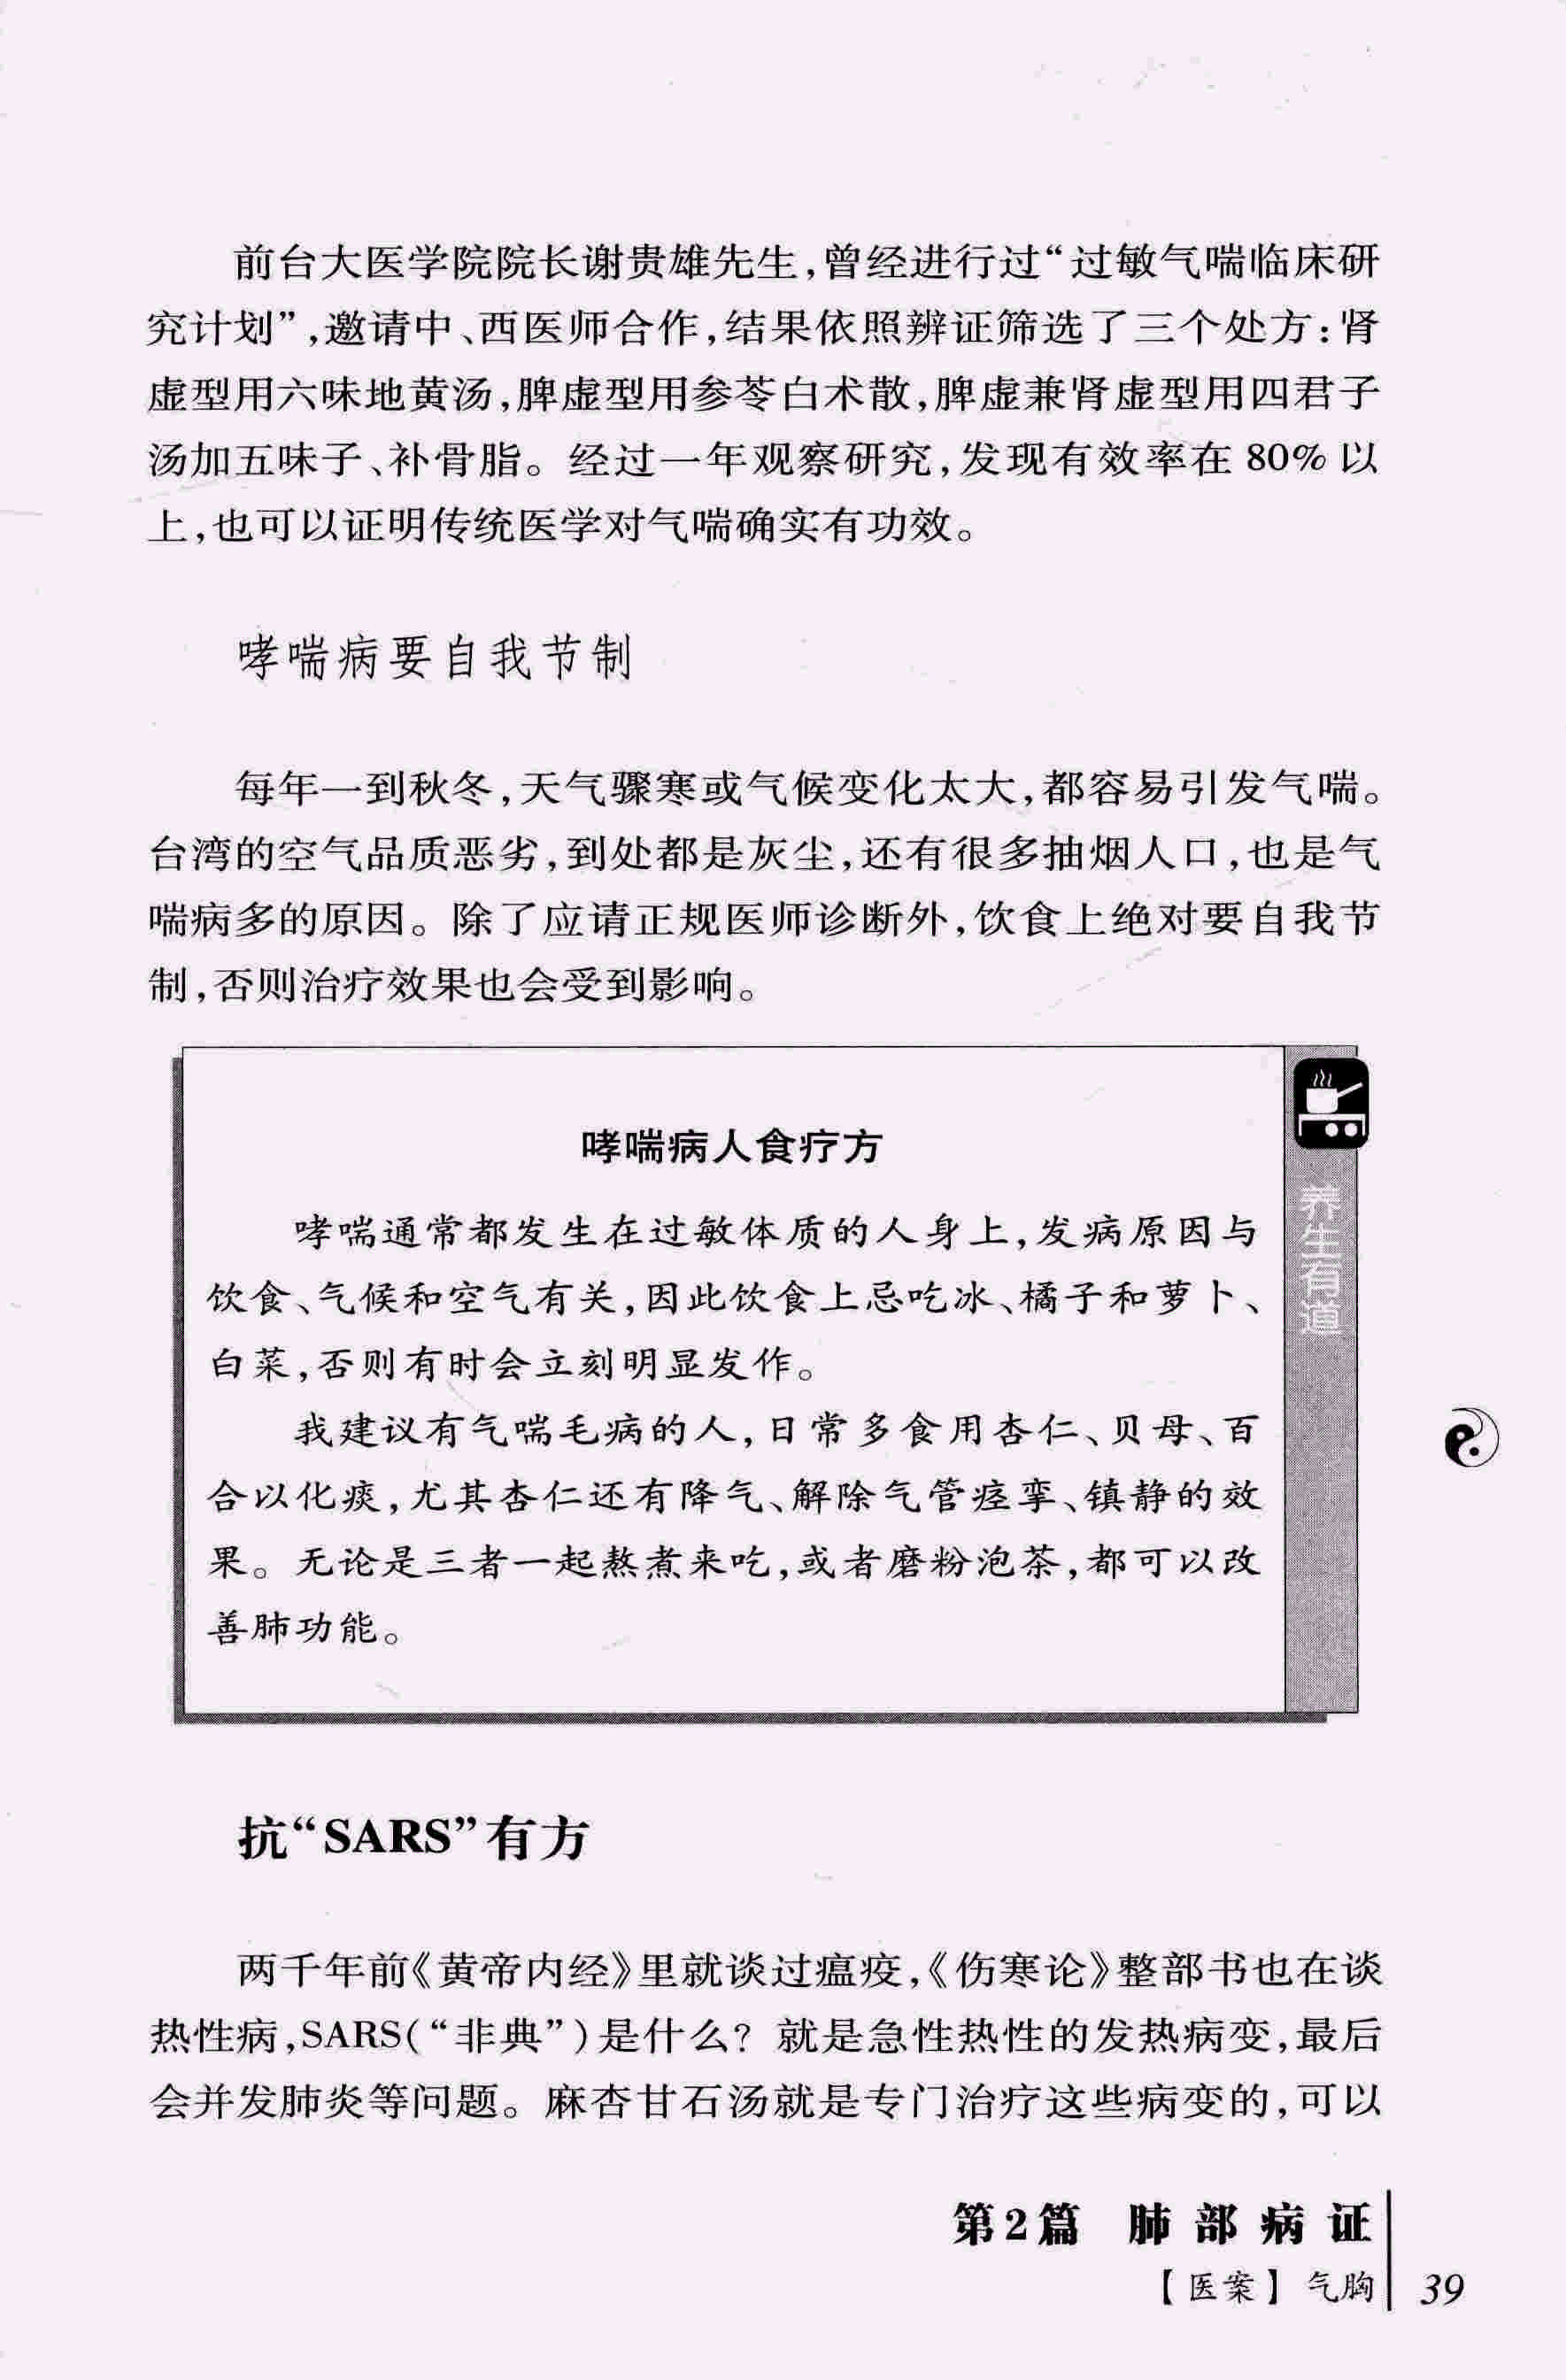 前台大医学院院长谢贵雄先生,曾经进行过“过敏气喘临床研
究计划”,邀请中、西医师合作,结果依照辨证筛选了三个处方:肾
虚型用六味地黄汤,脾虚型用参苓白术散,脾虚兼肾虚型用四君子
汤加五味子、补骨脂。经过一年观察研究,发现有效率在80%以
上,也可以证明传统医学对气喘确实有功效。
哮喘病要自我节制
每年一到秋冬,天气骤寒或气候变化太大,都容易引发气喘。
台湾的空气品质恶劣,到处都是灰尘,还有很多抽烟人口,也是气
喘病多的原因。除了应请正规医师诊断外,饮食上绝对要自我节
制,否则治疗效果也会受到影响。
哮喘病人食疗方
哮喘通常都发生在过敏体质的人身上,发病原因与
饮食、气候和空气有关,因此饮食上忌吃冰、橘子和萝卜、
白菜,否则有时会立刻明显发作。
我建议有气喘毛病的人,日常多食用杏仁、贝母、百
合以化痰,尤其杏仁还有降气、解除气管痉挛、镇静的效
果。无论是三者一起熬煮来吃,或者磨粉泡茶,都可以改
善肺功能。
养生有道
抗“SARS”有方
两千年前《黄帝内经》里就谈过瘟疫,《伤寒论》整部书也在谈
热性病,SARS(“非典”)是什么?就是急性热性的发热病变,最后
会并发肺炎等问题。麻杏甘石汤就是专门治疗这些病变的,可以
第2篇 肺部病证
【医案】气胸 39